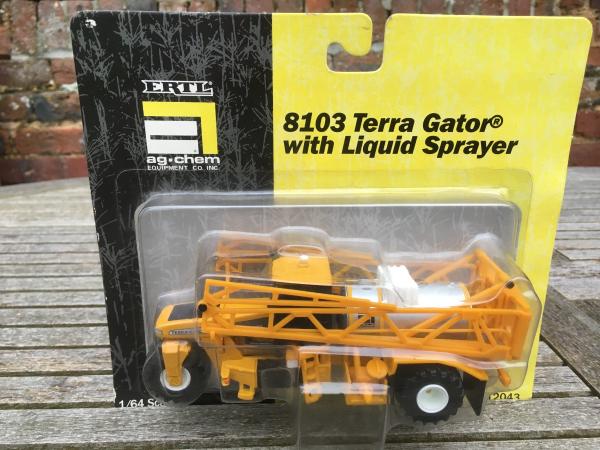 ERTL
ag•chem
EQUIPMENT CO. INC.
8103 Terra Gator®
with Liquid Sprayer
1/64
2043